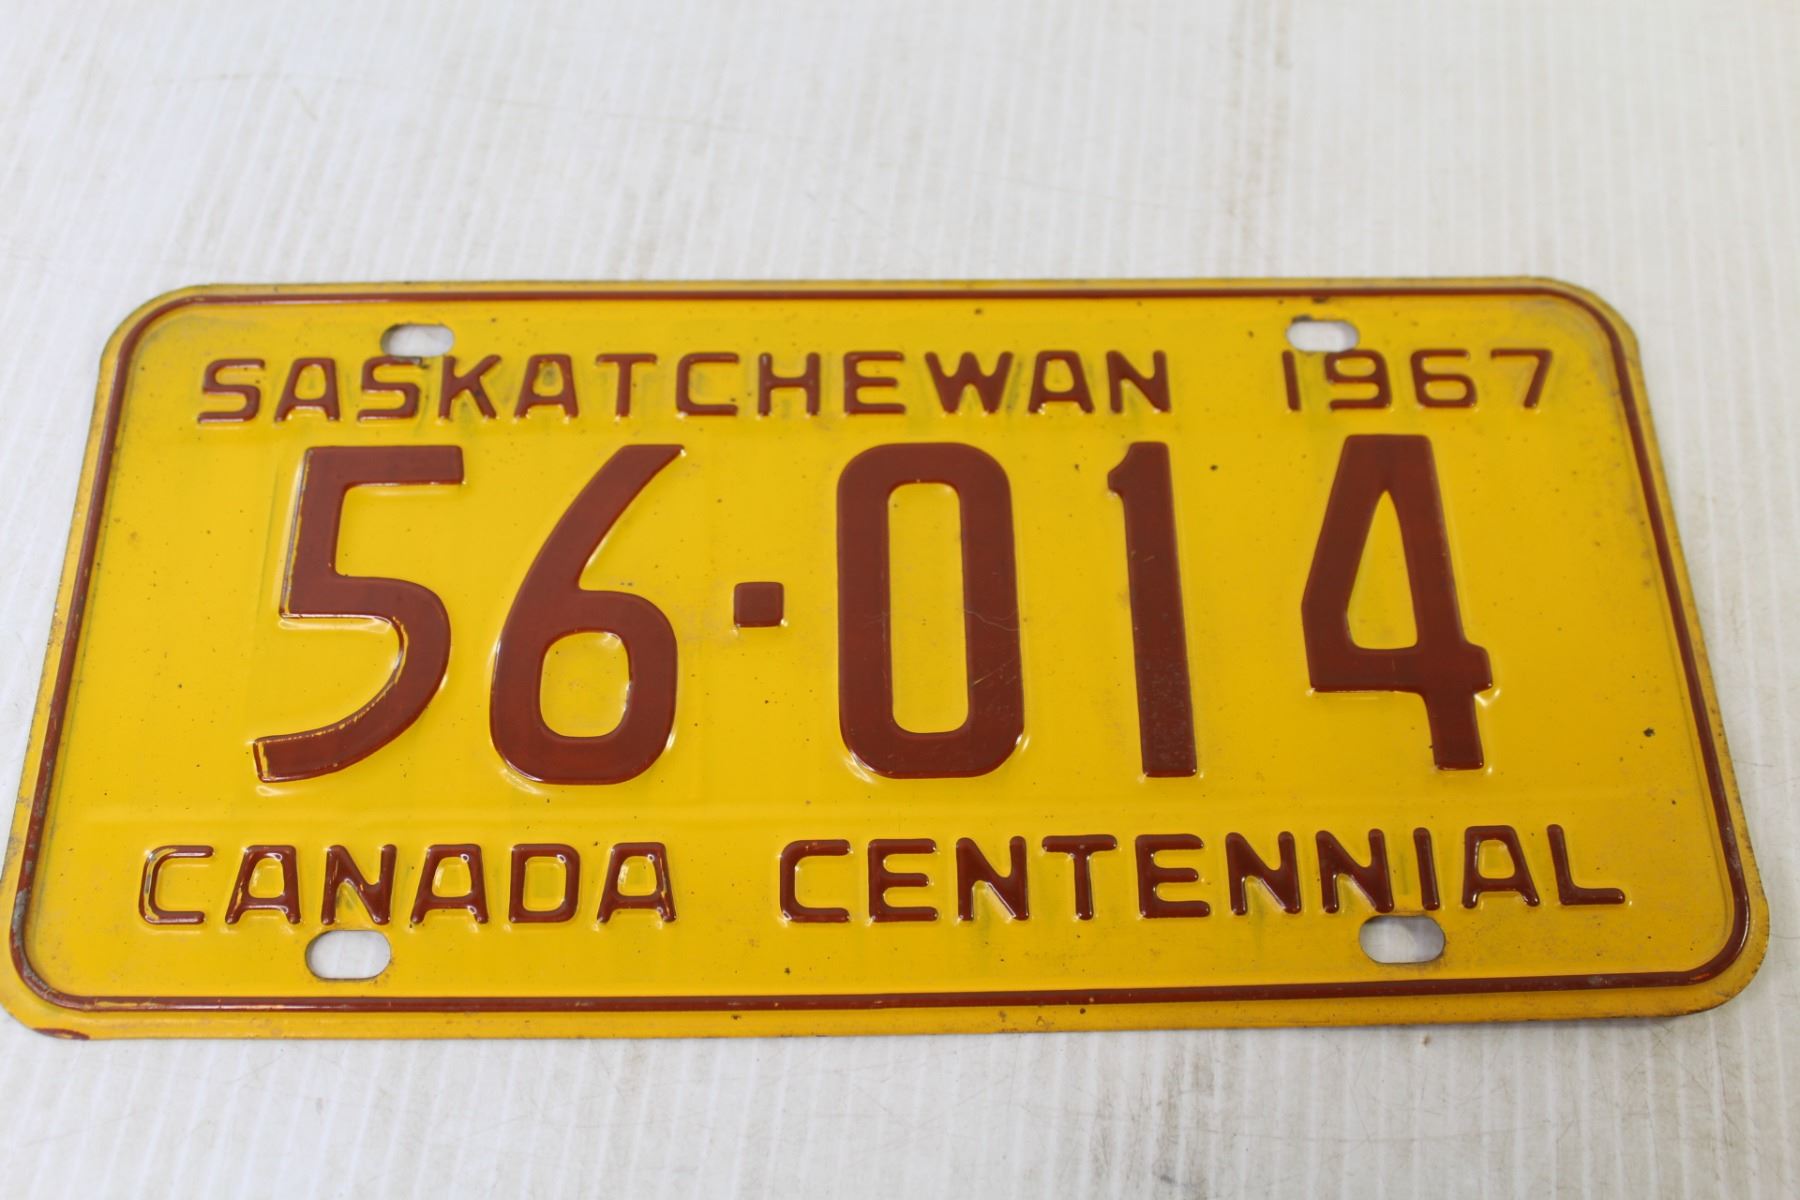 SASKATCHEWAN 1967
56·014
CANADA CENTENNIAL